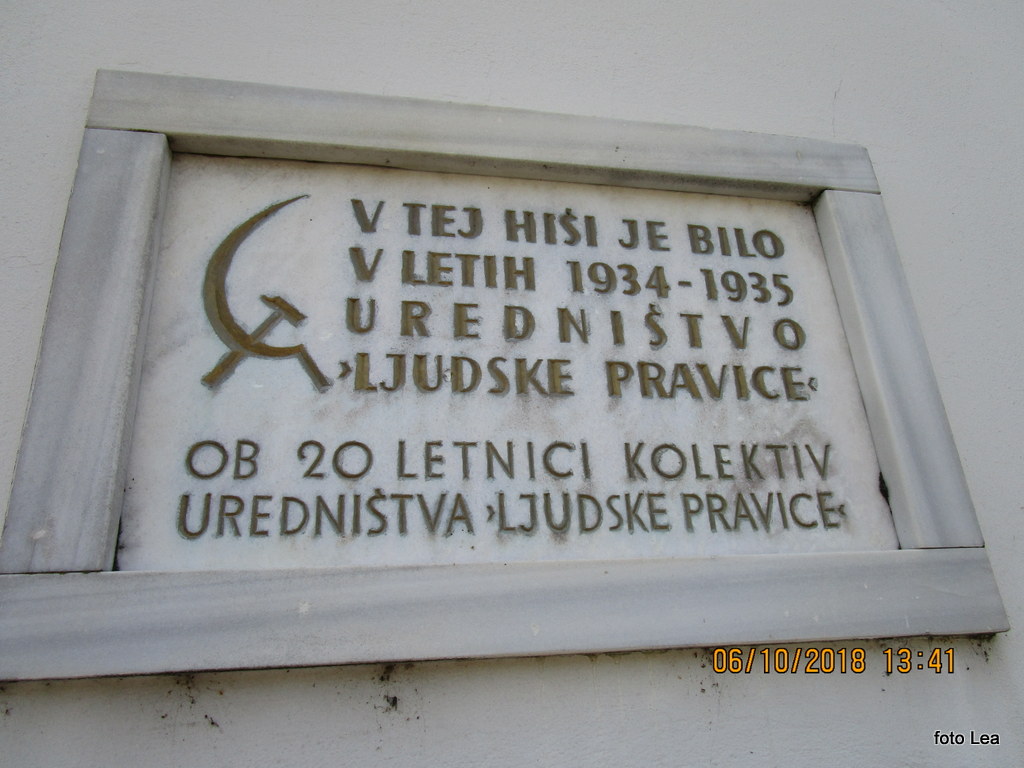 V TEJ HIŠI JE BILO
V LETIH 1934-1935
UREDNIŠTVO
›LJUDSKE PRAVICE‹
OB 20 LETNICI KOLEKTIV
UREDNIŠTVA ›LJUDSKE PRAVICE‹
06/10/2018 13:41
foto Lea